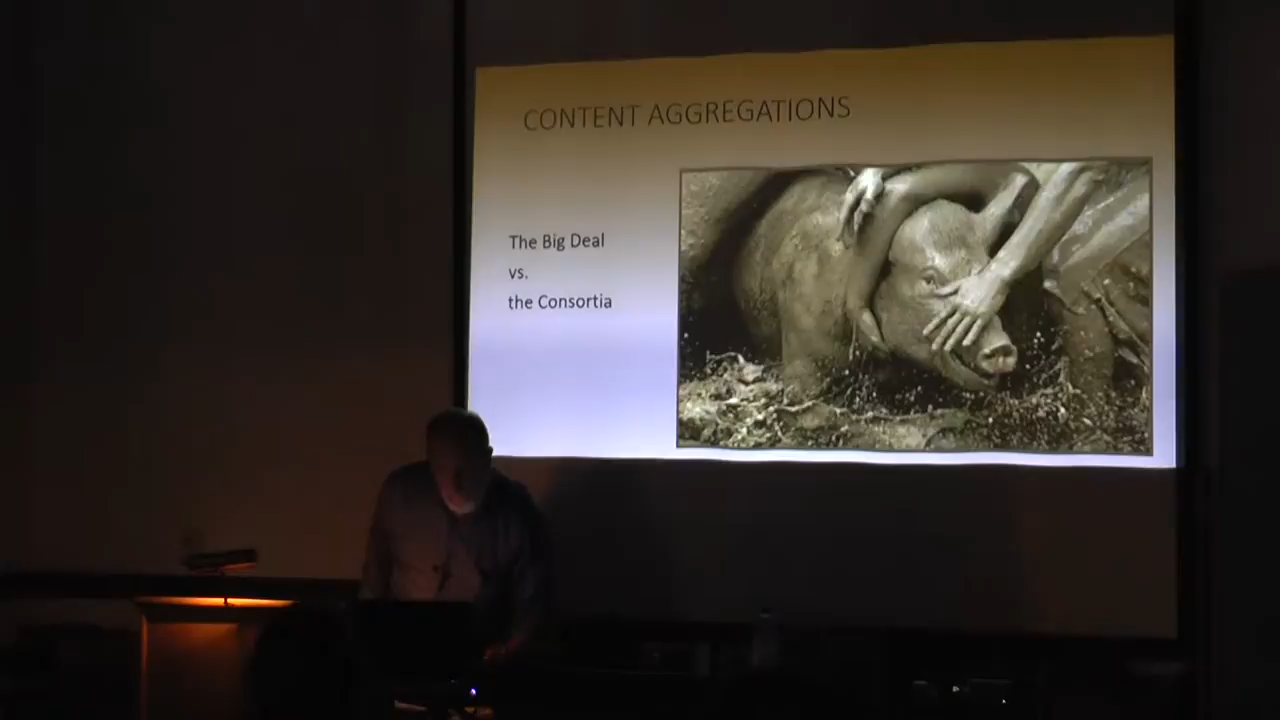 CONTENT AGGREGATIONS
The Big Deal
vs.
the Consortia